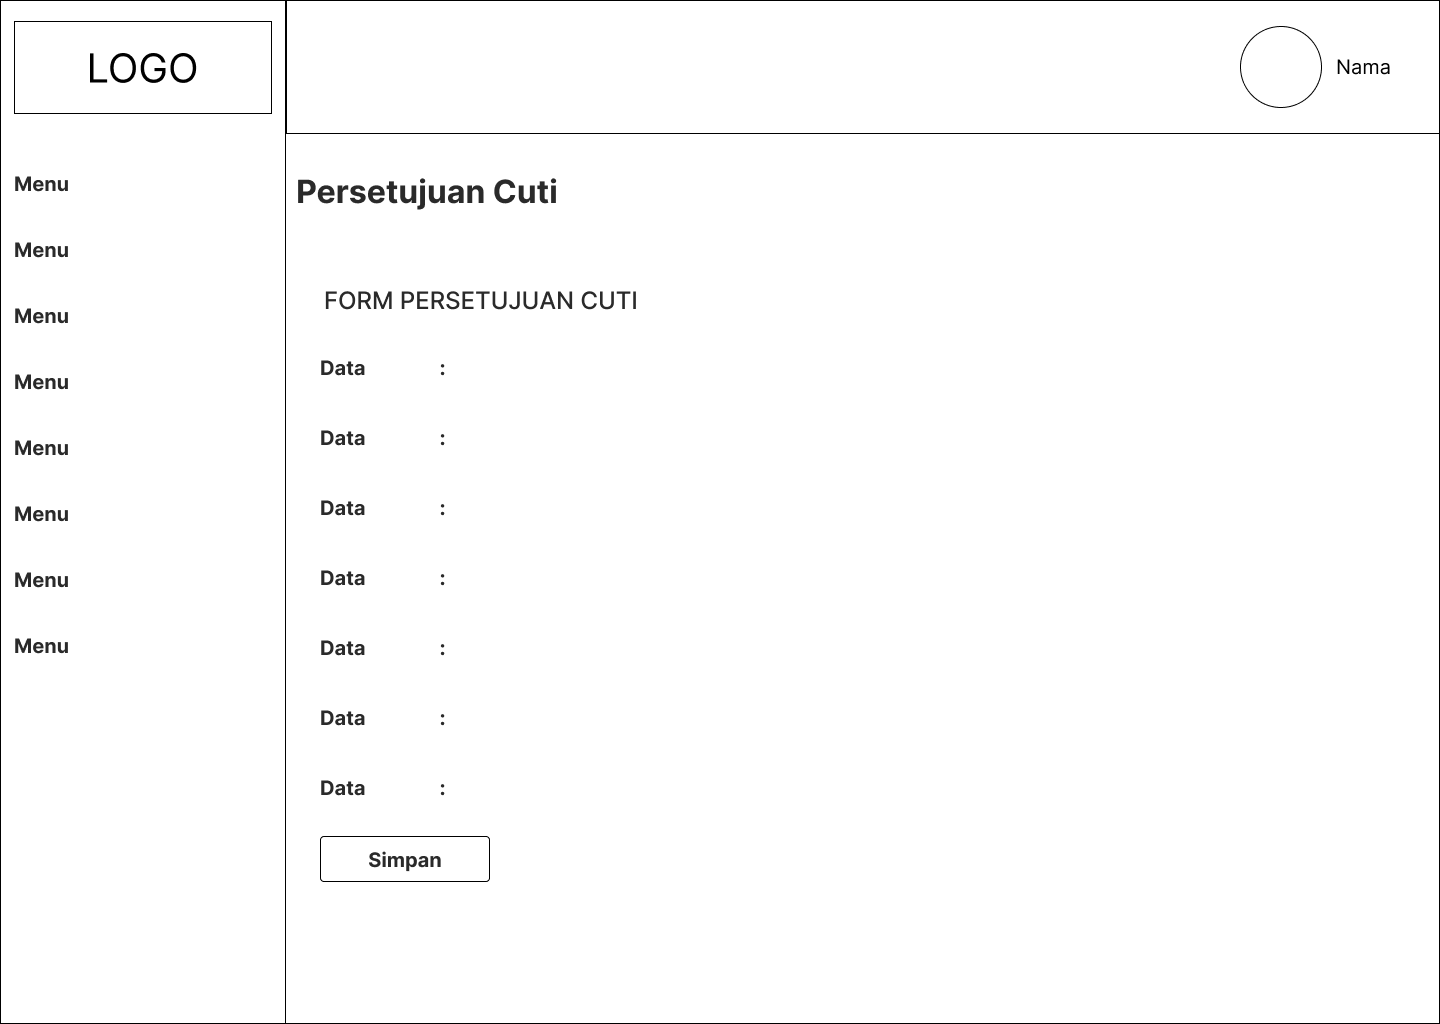 LOGO
Nama
Menu
Menu
Menu
Menu
Menu
Menu
Menu
Menu
Persetujuan Cuti
FORM PERSETUJUAN CUTI
Data :
Data :
Data :
Data :
Data :
Data :
Data :
Simpan